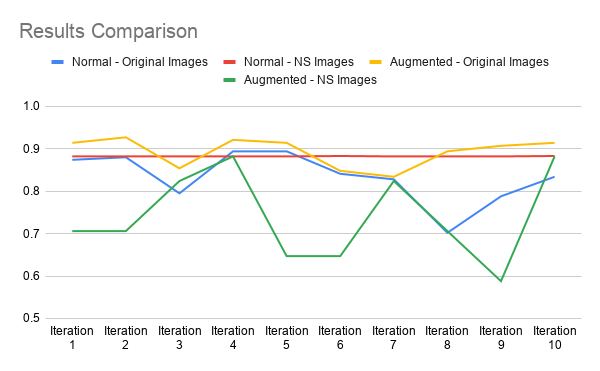 Results Comparison
Normal - Original Images Normal - NS Images Augmented - Original Images
Augmented - NS Images
1.0
0.9
0.8
0.7
0.6
0.5
Iteration 1
Iteration 2
Iteration 3
Iteration 4
Iteration 5
Iteration 6
Iteration 7
Iteration 8
Iteration 9
Iteration 10